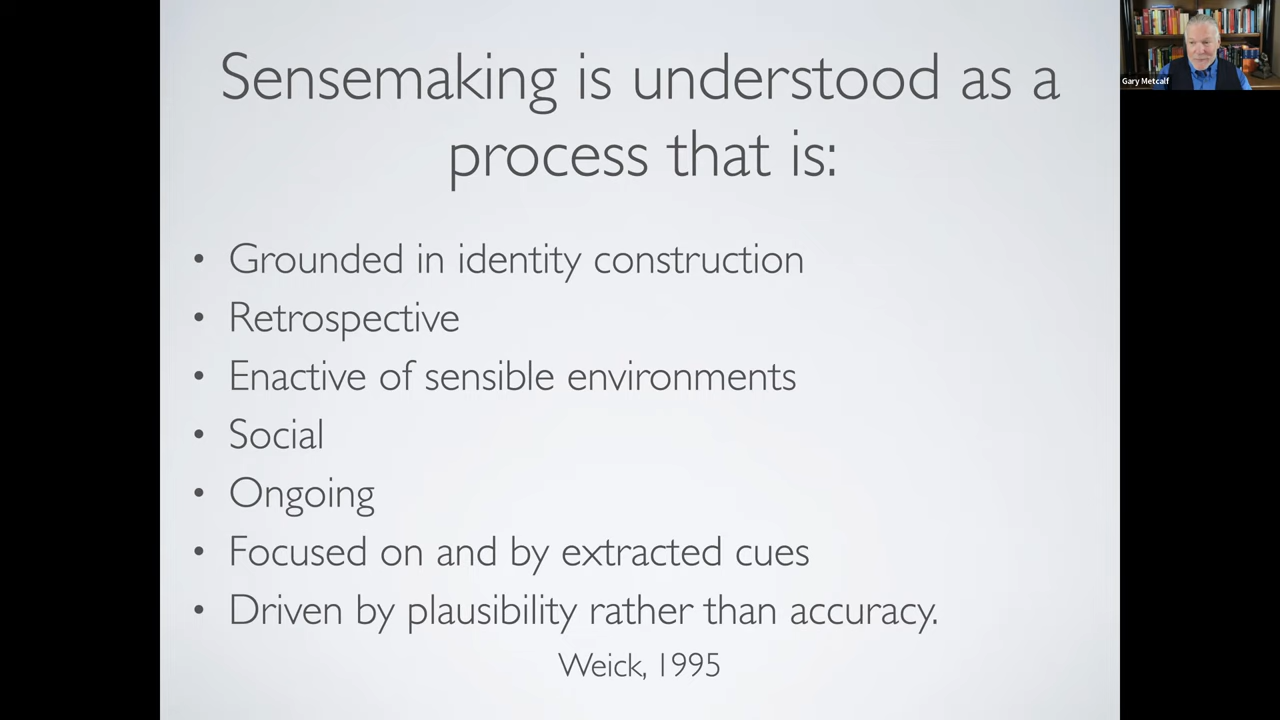 Sensemaking is understood as a
process that is:
• Grounded in identity construction
• Retrospective
• Enactive of sensible environments
• Social
• Ongoing
• Focused on and by extracted cues
• Driven by plausibility rather than accuracy.
Weick, 1995
Gary Metcalf